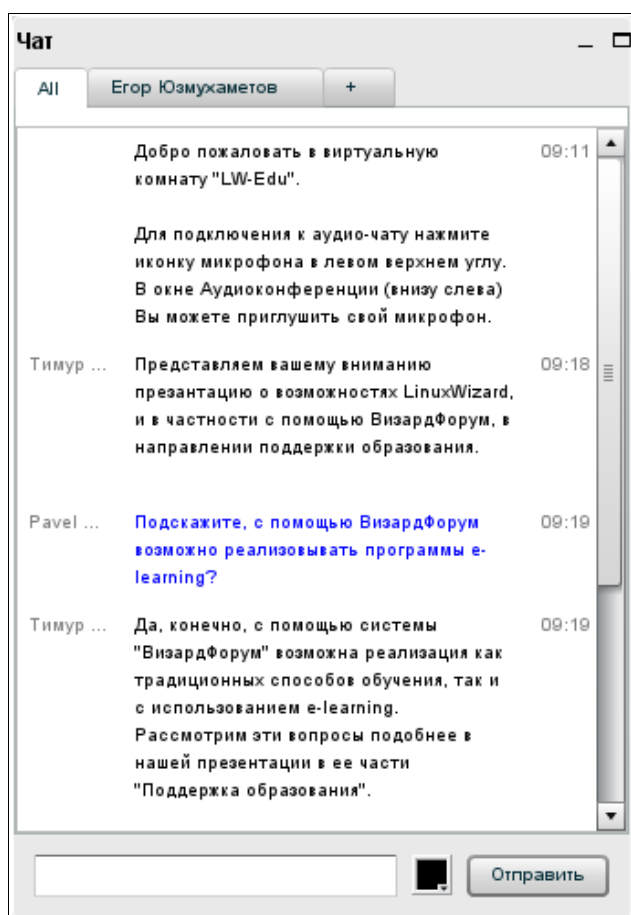 Чат
All Егор Юзмухаметов +
Добро пожаловать в виртуальную 09:11
комнату "LW-Edu".
Для подключения к аудио-чату нажмите
иконку микрофона в левом верхнем углу.
В окне Аудиоконференции (внизу слева)
Вы можете приглушить свой микрофон.
Тимур ... Представляем вашему вниманию 09:18
презантацию о возможностях LinuxWizard,
и в частности с помощью ВизардФорум, в
направлении поддержки образования.
Pavel ... Подскажите, с помощью ВизардФорум 09:19
возможно реализовывать программы e-
learning?
Тимур ... Да, конечно, с помощью системы 09:19
"ВизардФорум" возможна реализация как
традиционных способов обучения, так и
с использованием e-learning.
Рассмотрим эти вопросы подобнее в
нашей презентации в ее части
"Поддержка образования".
Отправить